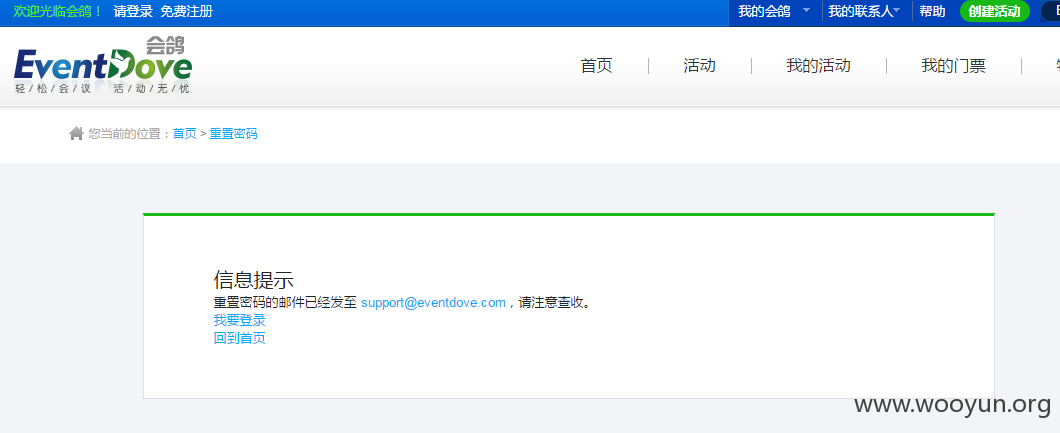 欢迎光临会鸽！ 请登录 免费注册 我的会鸽 我的联系人 帮助 创建活动
会鸽
EventDove
轻/松/会/议 活/动/无/忧
首页 活动 我的活动 我的门票
您当前的位置：首页 > 重置密码
信息提示
重置密码的邮件已经发至 support@eventdove.com，请注意查收。
我要登录
回到首页
www.wooyun.org